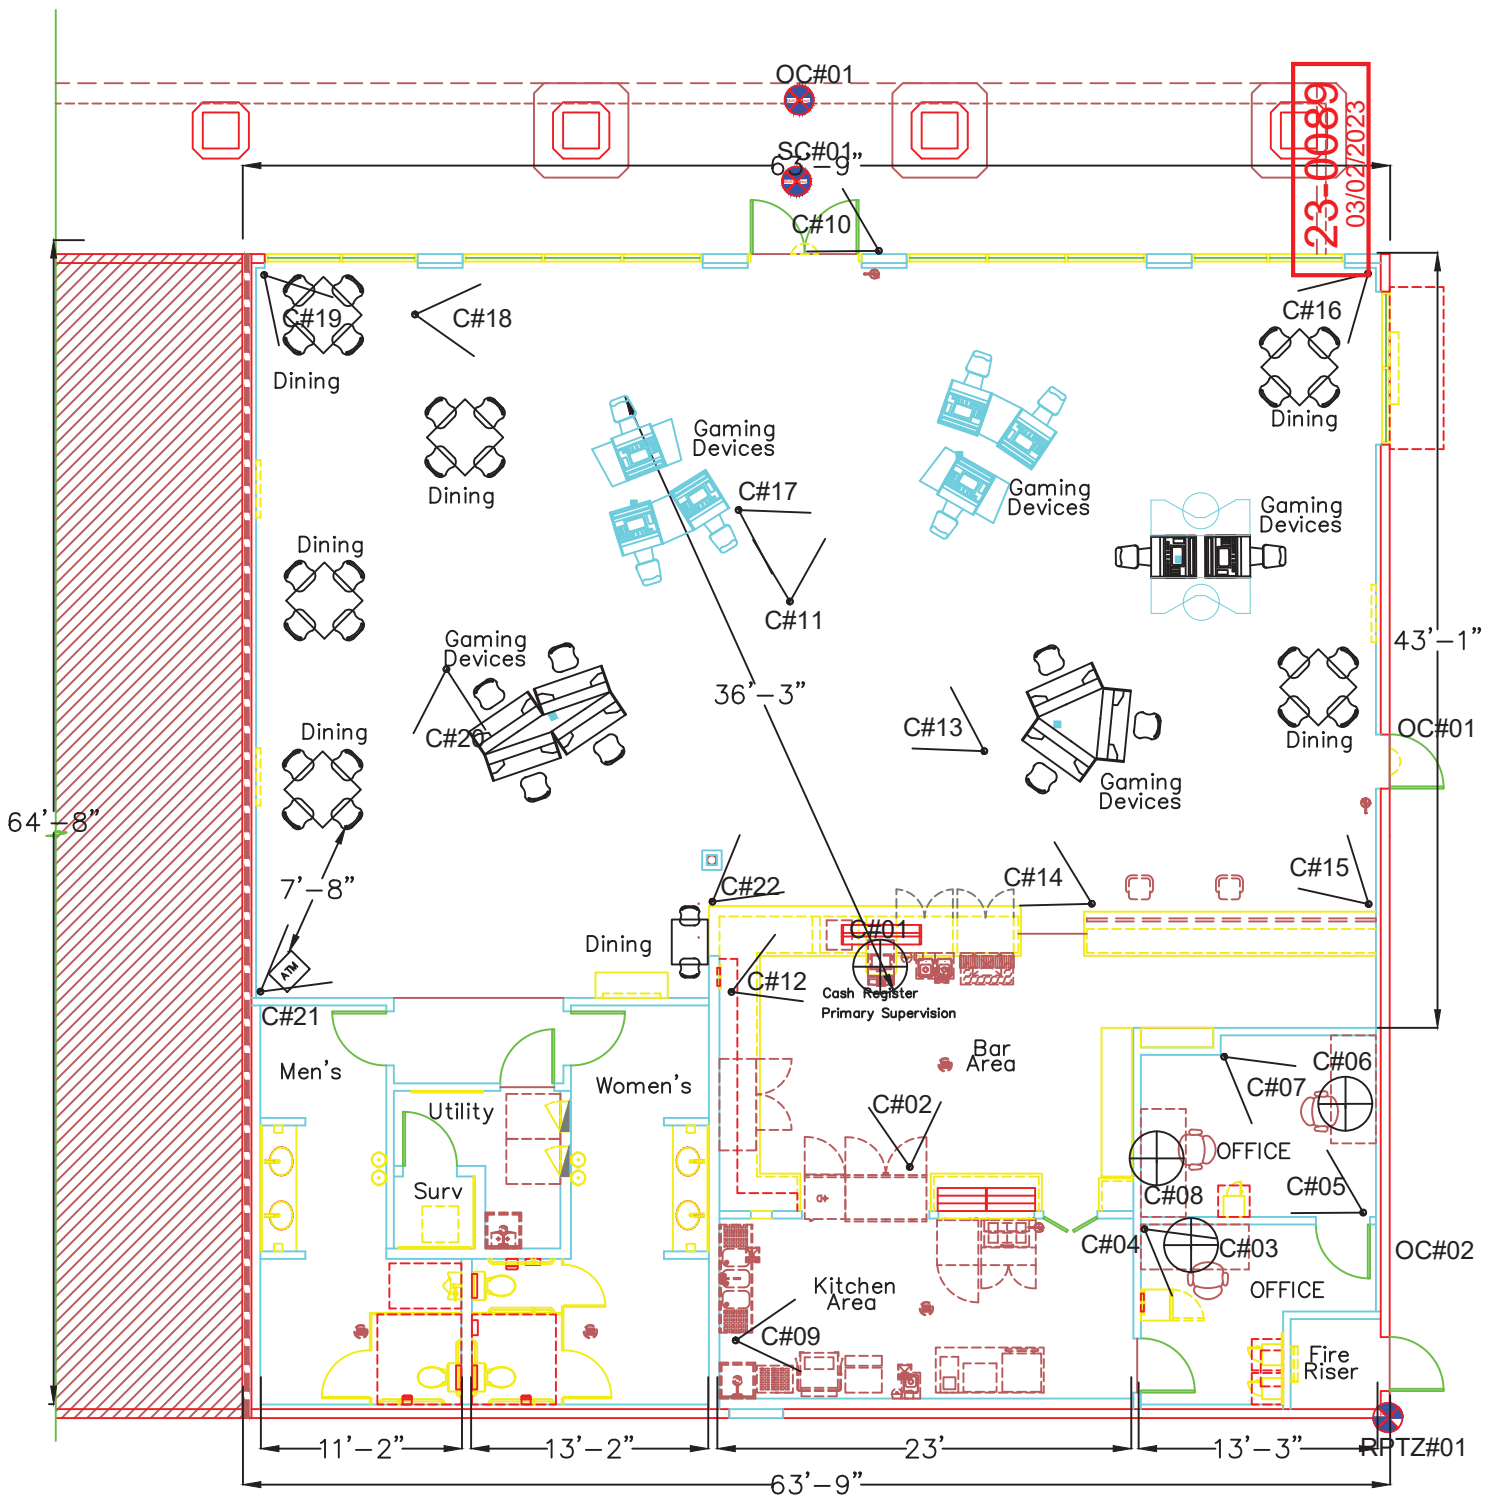 OC#01
23-0089
03/02/2023
SC#01
63'-9"
C#10
C#19
C#18
C#16
Dining
Dining
Gaming
Devices
Dining
C#17
Gaming
Devices
Gaming
Devices
Dining
C#11
Gaming
Devices
43'-1"
36'-3"
C#20
C#13
OC#01
Dining
Dining
Gaming
Devices
64'-8"
7'-8"
C#22
C#14
C#15
ATM
Dining
C#01
C#12
Cash Register
Primary Supervision
C#21
Men's
Women's
Bar
Area
C#06
C#07
Utility
C#02
OFFICE
Surv
C#08
C#05
C#04
C#03
OC#02
Kitchen
Area
OFFICE
C#09
Fire
Riser
11'-2"
13'-2"
23'
13'-3"
RPTZ#01
63'-9"